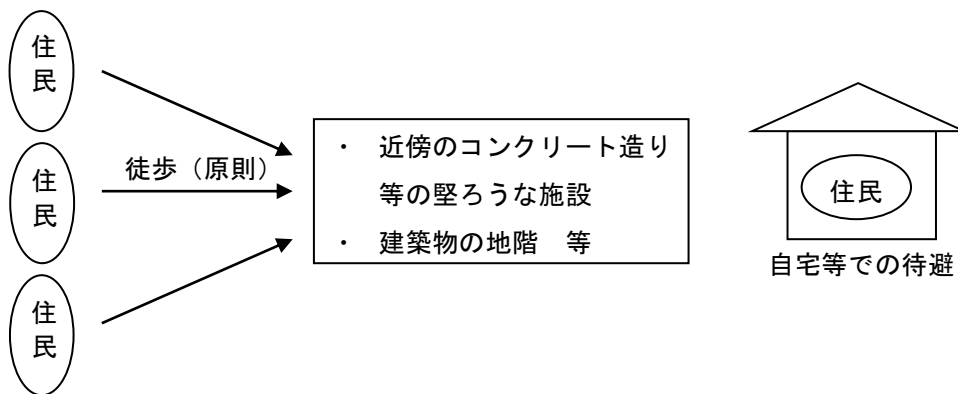 住民
住民
住民
徒歩（原則）
・　近傍のコンクリート造り
等の堅ろうな施設
・　建築物の地階　等
住民
自宅等での待避